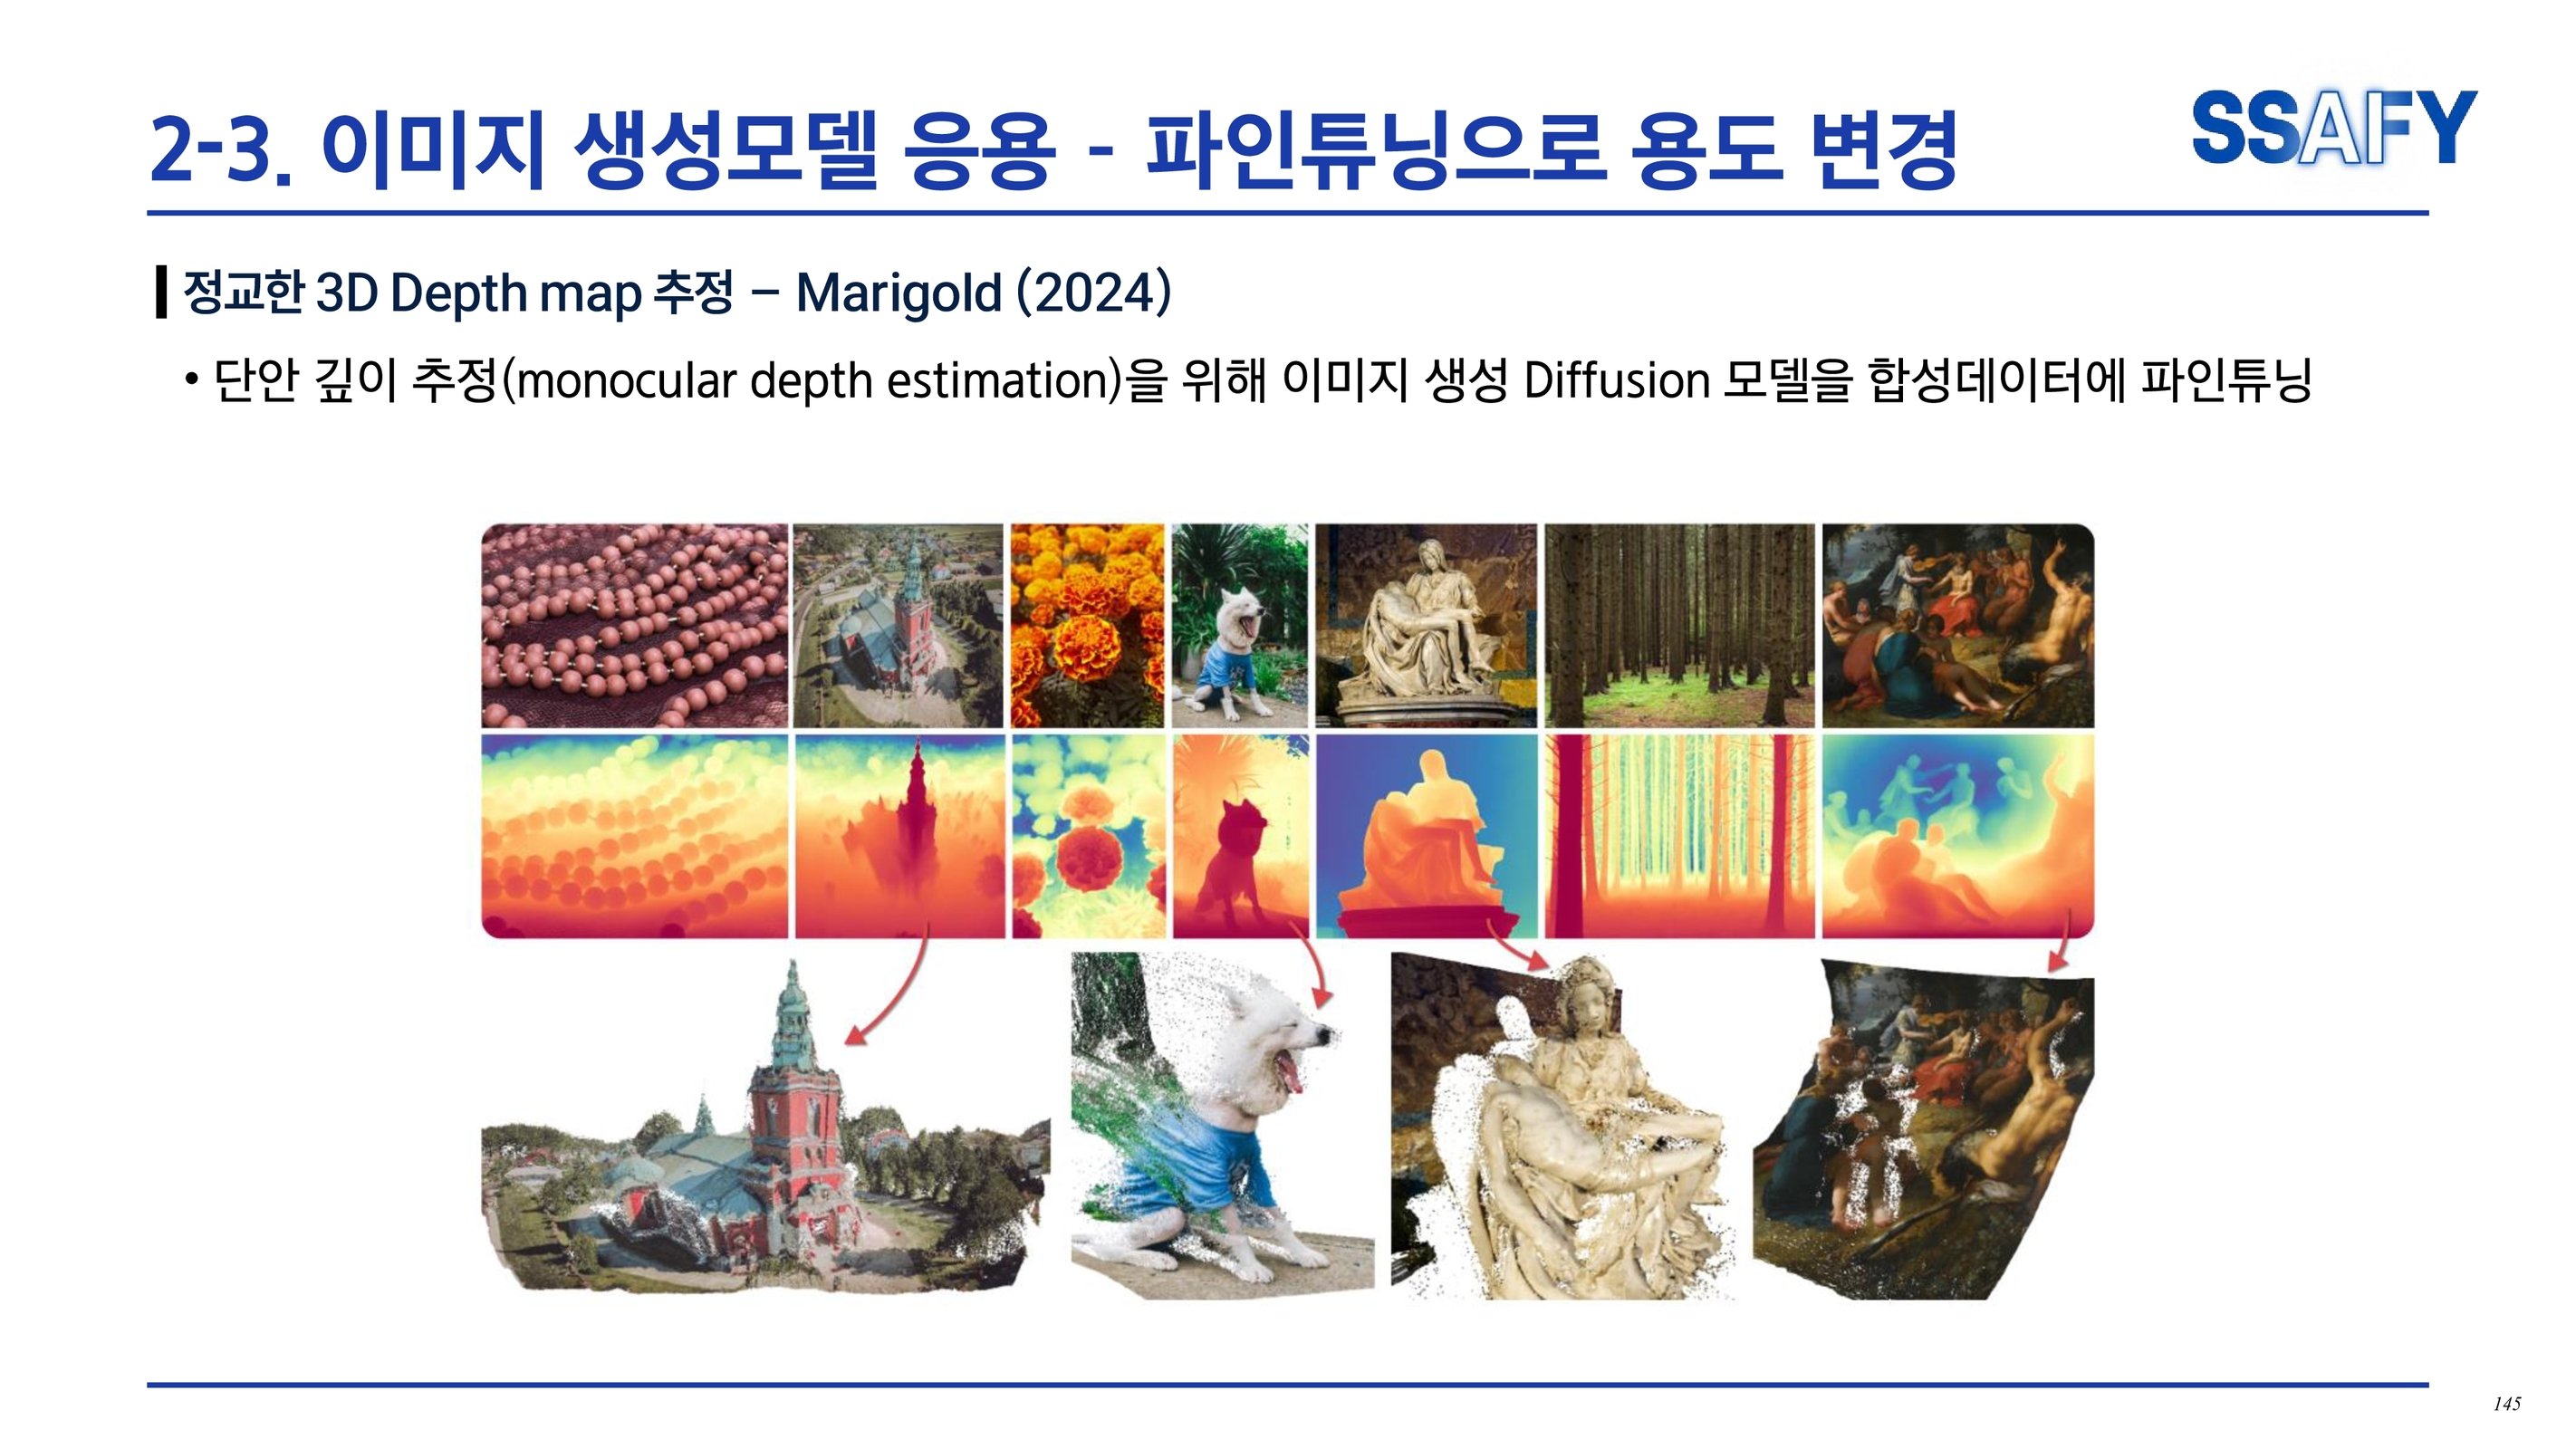 2-3. 이미지 생성모델 응용 - 파인튜닝으로 용도 변경
SSAFY
정교한 3D Depth map 추정 – Marigold (2024)
• 단안 깊이 추정(monocular depth estimation)을 위해 이미지 생성 Diffusion 모델을 합성데이터에 파인튜닝
145